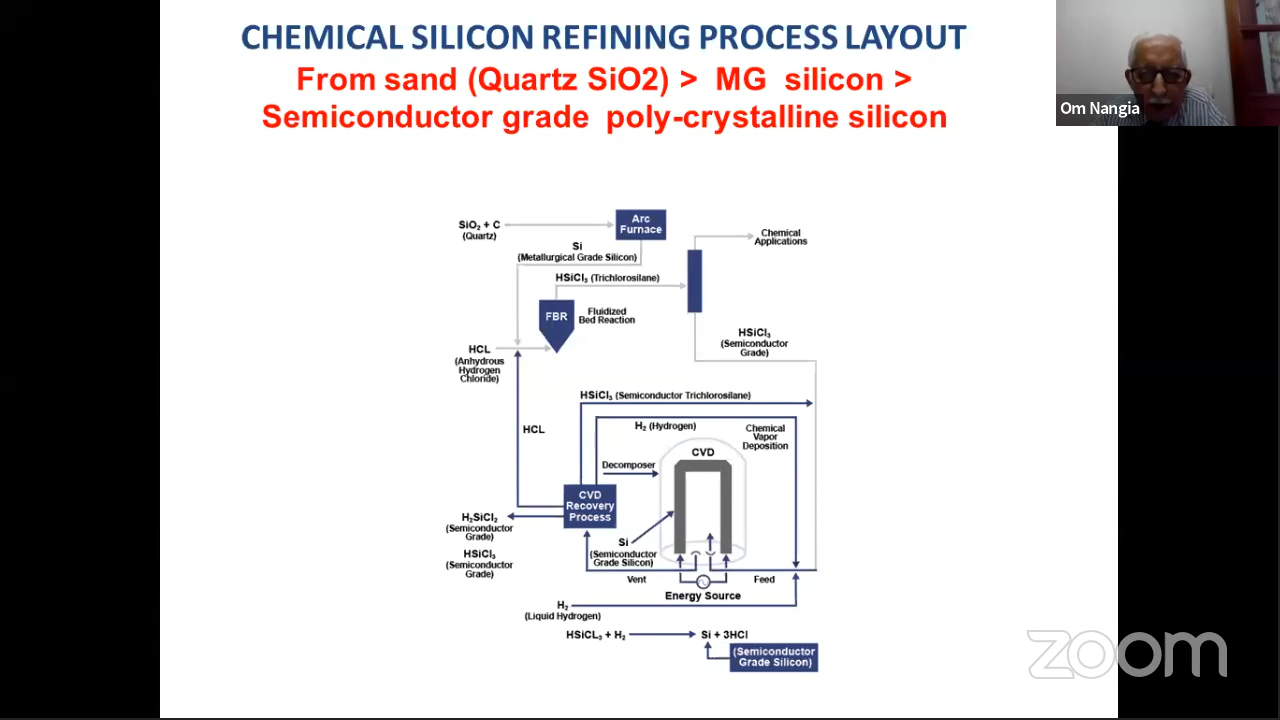 CHEMICAL SILICON REFINING PROCESS LAYOUT
From sand (Quartz SiO2) > MG silicon >
Semiconductor grade poly-crystalline silicon
Om Nangia
SiO₂ + C
(Quartz)
Arc
Furnace
Chemical
Applications
Si
(Metallurgical Grade Silicon)
HSiCl₃ (Trichlorosilane)
FBR
Fluidized
Bed Reaction
HSiCl₃
(Semiconductor
Grade)
HCL
(Anhydrous
Hydrogen
Chloride)
HSiCl₃ (Semiconductor Trichlorosilane)
H₂ (Hydrogen)
Chemical
Vapor
Deposition
HCL
CVD
Decomposer
CVD
Recovery
Process
H₂SiCl₂
(Semiconductor
Grade)
HSiCl₃
(Semiconductor
Grade)
Si
(Semiconductor
Grade Silicon)
Vent
Feed
Energy Source
H₂
(Liquid Hydrogen)
HSiCL₃ + H₂
Si + 3HCl
(Semiconductor
Grade Silicon)
zoom